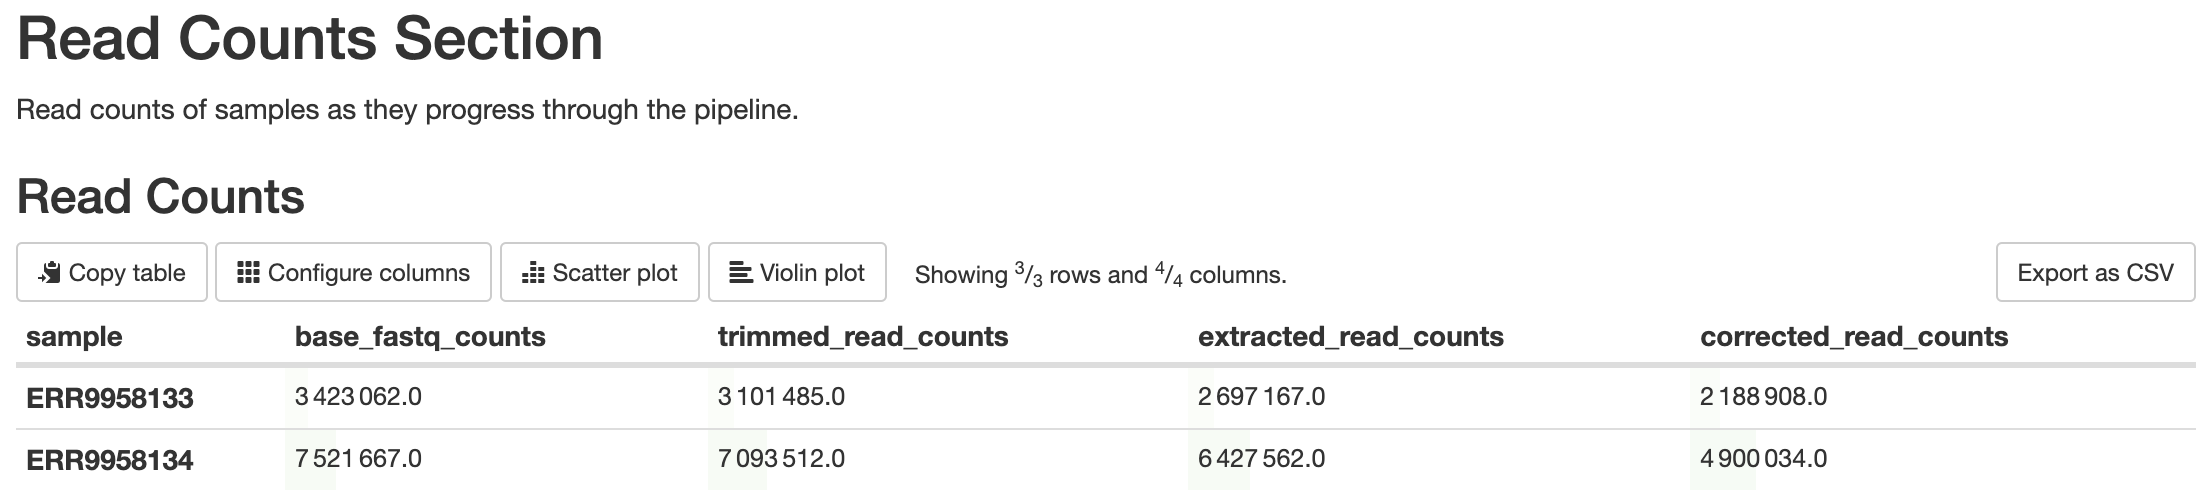 Read Counts Section
Read counts of samples as they progress through the pipeline.
Read Counts
Copy table Configure columns Scatter plot Violin plot Showing 3/3 rows and 4/4 columns. Export as CSV
sample base_fastq_counts trimmed_read_counts extracted_read_counts corrected_read_counts
ERR9958133 3 423 062.0 3 101 485.0 2 697 167.0 2 188 908.0
ERR9958134 7 521 667.0 7 093 512.0 6 427 562.0 4 900 034.0